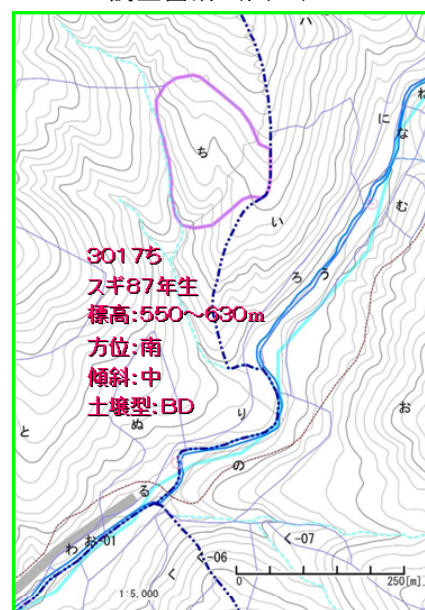 ハ
ね
に
な
ち
む
い
う
ろ
3017ち
スギ87年生
標高:550～630m
方位:南
傾斜:中
土壌型:BD
お
と
ぬ
り
の
る
わ
お-01
く-07
く-06
く
0
250[m]
1:5,000